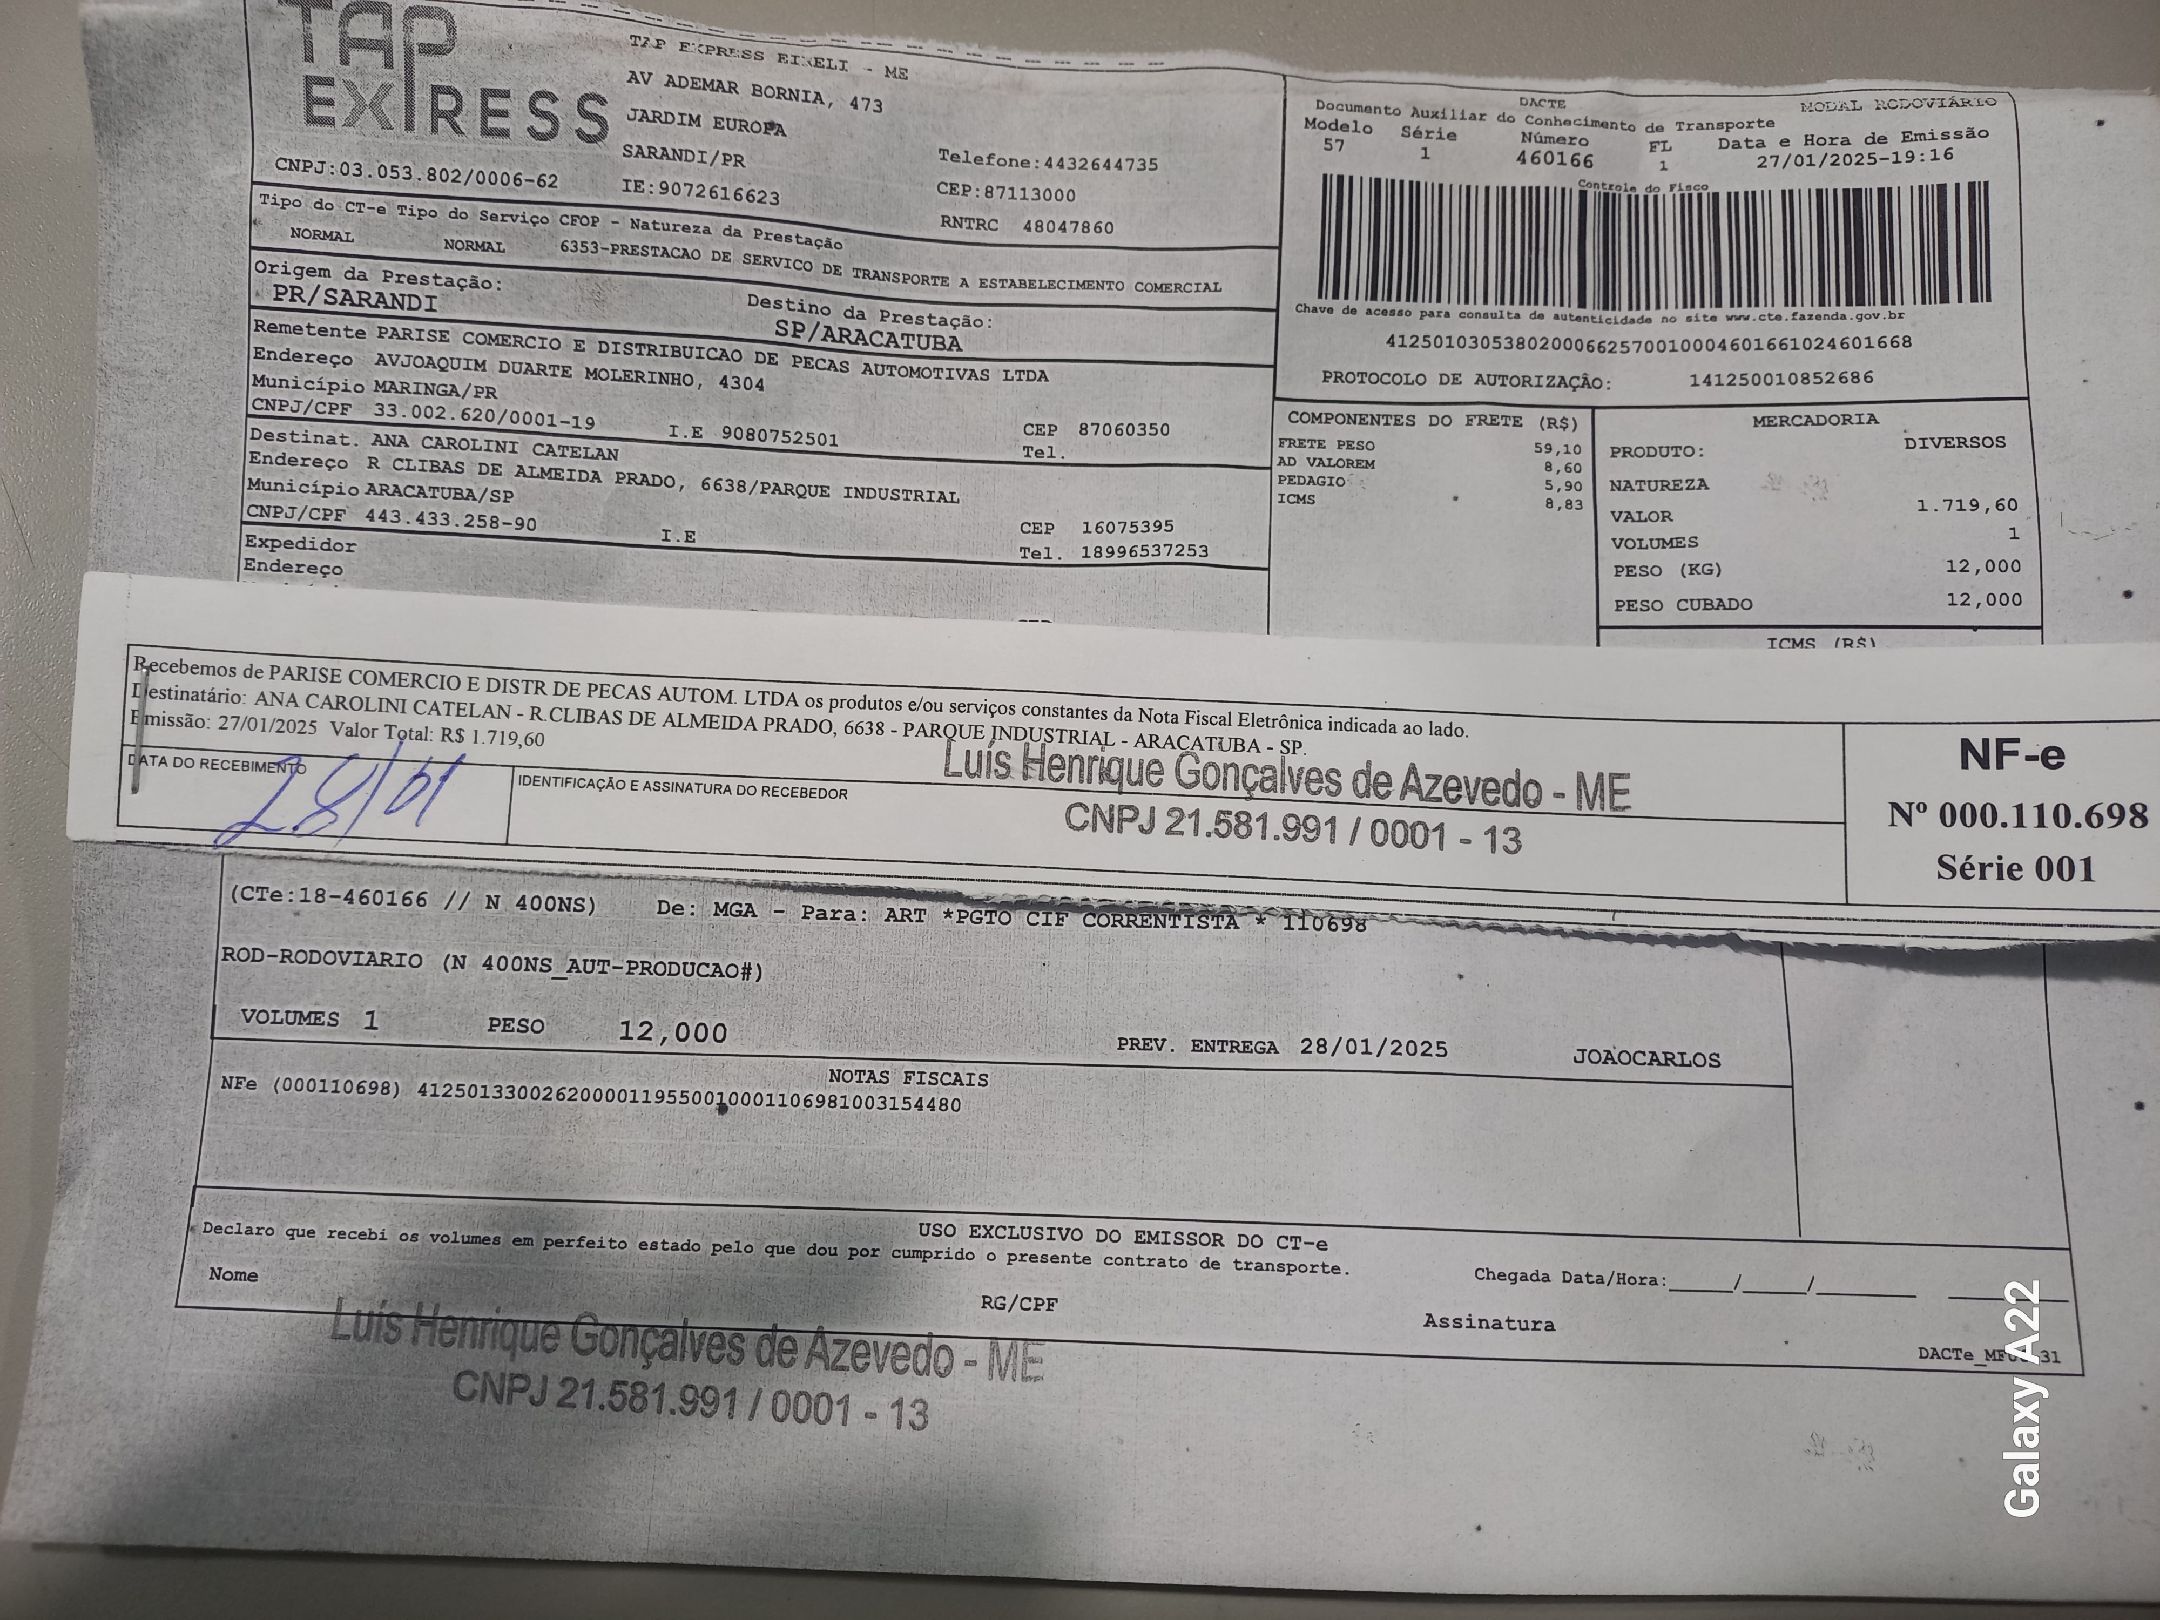 TAP
EXPRESS
TAP EXPRESS EIRELI - ME
AV ADEMAR BORNIA, 473
JARDIM EUROPA
SARANDI/PR
Telefone:4432644735
CNPJ:03.053.802/0006-62
IE:9072616623
CEP:87113000
RNTRC 48047860
DACTE
MODAL RODOVIÁRIO
Documento Auxiliar do Conhecimento de Transporte
Modelo Série Número FL Data e Hora de Emissão
57 1 460166 1 27/01/2025-19:16
Controle do Fisco
Chave de acesso para consulta de autenticidade no site www.cte.fazenda.gov.br
41250103053802000662570010004601661024601668
PROTOCOLO DE AUTORIZAÇÃO: 141250010852686
Tipo do CT-e Tipo do Serviço CFOP - Natureza da Prestação
NORMAL NORMAL 6353-PRESTACAO DE SERVICO DE TRANSPORTE A ESTABELECIMENTO COMERCIAL
Origem da Prestação: Destino da Prestação:
PR/SARANDI SP/ARACATUBA
Remetente PARISE COMERCIO E DISTRIBUICAO DE PECAS AUTOMOTIVAS LTDA
Endereço AVJOAQUIM DUARTE MOLERINHO, 4304
Município MARINGA/PR
CNPJ/CPF 33.002.620/0001-19 I.E 9080752501 CEP 87060350
Tel.
Destinat. ANA CAROLINI CATELAN
Endereço R CLIBAS DE ALMEIDA PRADO, 6638/PARQUE INDUSTRIAL
Município ARACATUBA/SP
CNPJ/CPF 443.433.258-90 I.E CEP 16075395
Tel. 18996537253
Expedidor
Endereço
COMPONENTES DO FRETE (R$)
FRETE PESO 59,10
AD VALOREM 8,60
PEDAGIO 5,90
ICMS 8,83
MERCADORIA
PRODUTO: DIVERSOS
NATUREZA
VALOR 1.719,60
VOLUMES 1
PESO (KG) 12,000
PESO CUBADO 12,000
ICMS (R$)
Recebemos de PARISE COMERCIO E DISTR DE PECAS AUTOM. LTDA os produtos e/ou serviços constantes da Nota Fiscal Eletrônica indicada ao lado.
Destinatário: ANA CAROLINI CATELAN - R.CLIBAS DE ALMEIDA PRADO, 6638 - PARQUE INDUSTRIAL - ARACATUBA - SP.
Emissão: 27/01/2025 Valor Total: R$ 1.719,60
DATA DO RECEBIMENTO
28/01
IDENTIFICAÇÃO E ASSINATURA DO RECEBEDOR
Luís Henrique Gonçalves de Azevedo - ME
CNPJ 21.581.991 / 0001 - 13
NF-e
Nº 000.110.698
Série 001
(CTe:18-460166 // N 400NS) De: MGA - Para: ART *PGTO CIF CORRENTISTA * 110698
ROD-RODOVIARIO (N 400NS_AUT-PRODUCAO#)
VOLUMES 1 PESO 12,000 PREV. ENTREGA 28/01/2025 JOAOCARLOS
NOTAS FISCAIS
NFe (000110698) 41250133002620000119550010001106981003154480
USO EXCLUSIVO DO EMISSOR DO CT-e
Declaro que recebi os volumes em perfeito estado pelo que dou por cumprido o presente contrato de transporte.
Nome RG/CPF Assinatura
Chegada Data/Hora:_____/_____/________ ________
Luís Henrique Gonçalves de Azevedo - ME
CNPJ 21.581.991 / 0001 - 13
Galaxy A22